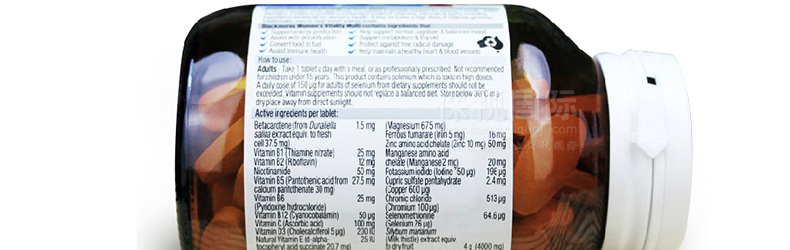 Blackmores Women's Vitality Multi contains ingredients that:
✓ Support energy production
✓ Assist with detoxification
✓ Convert food to fuel
✓ Assist immune health
✓ Help support normal cognition & balanced mood
✓ Support metabolism & thyroid
✓ Protect against free radical damage
✓ Help maintain a healthy heart & blood vessels
How to use:
Adults - Take 1 tablet a day with a meal, or as professionally prescribed. Not recommended
for children under 15 years. This product contains selenium which is toxic in high doses.
A daily dose of 150 µg for adults of selenium from dietary supplements should not be
exceeded. Vitamin supplements should not replace a balanced diet. Store below 30°C in a
dry place away from direct sunlight.
Active ingredients per tablet:
Betacarotene (from Dunaliella 1.5 mg
salina extract equiv. to fresh
cell 37.5 mg)
Vitamin B1 (Thiamine nitrate) 25 mg
Vitamin B2 (Riboflavin) 12 mg
Nicotinamide 50 mg
Vitamin B5 (Pantothenic acid from 27.5 mg
calcium pantothenate 30 mg)
Vitamin B6 25 mg
(Pyridoxine hydrochloride)
Vitamin B12 (Cyanocobalamin) 50 µg
Vitamin C (Ascorbic acid) 100 mg
Vitamin D3 (Cholecalciferol 5 µg) 200 IU
Natural Vitamin E (d-alpha- 25 IU
tocopheryl acid succinate 20.7 mg)
(Magnesium 67.5 mg)
Ferrous fumarate (Iron 5 mg) 16 mg
Zinc amino acid chelate (Zinc 10 mg) 50 mg
Manganese amino acid
chelate (Manganese 2 mg) 20 mg
Potassium iodide (Iodine 150 µg) 196 µg
Cupric sulfate pentahydrate 2.4 mg
(Copper 600 µg)
Chromic chloride 513 µg
(Chromium 100 µg)
Selenomethionine 64.6 µg
(Selenium 26 µg)
Silybum marianum
(Milk thistle) extract equiv.
to dry fruit 4 g (4000 mg)